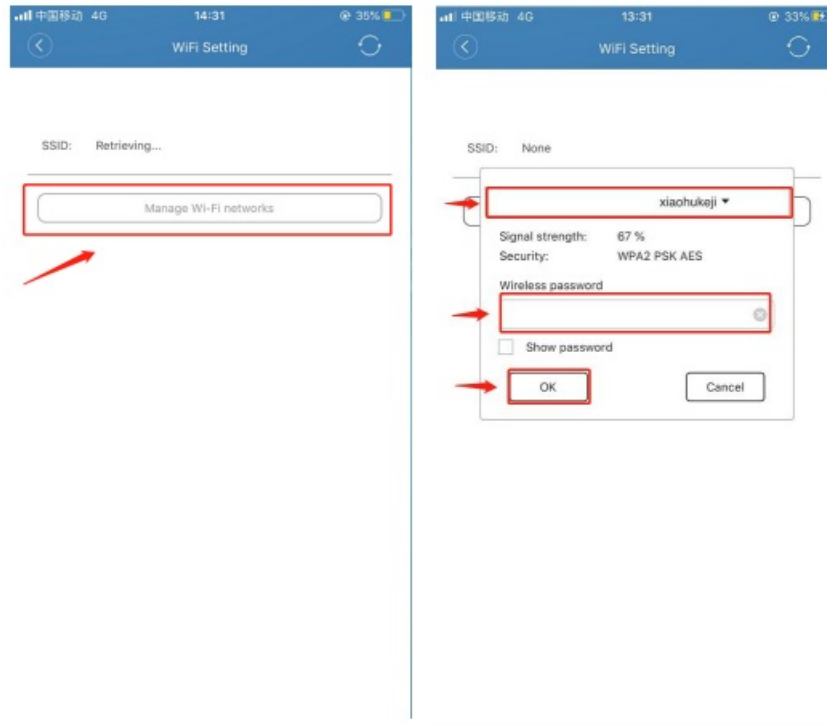 中国移动 4G 14:31 35%
WiFi Setting
SSID: Retrieving...
Manage Wi-Fi networks
中国移动 4G 13:31 33%
WiFi Setting
SSID: None
xiaohukeji
Signal strength: 67 %
Security: WPA2 PSK AES
Wireless password
Show password
OK Cancel